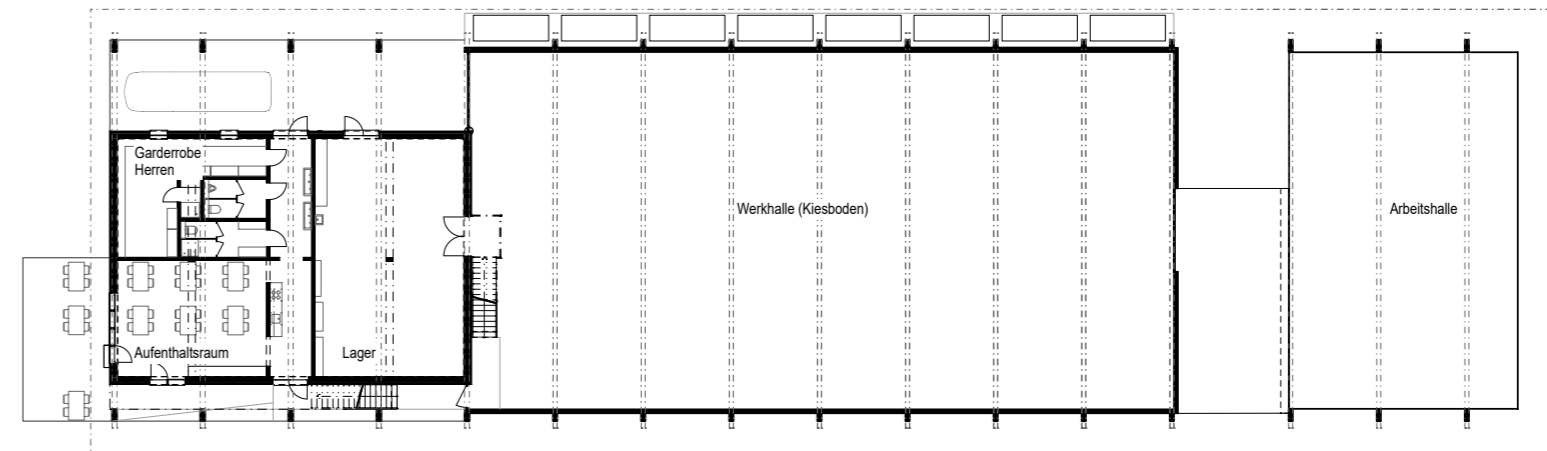 Garderrobe
Herren
Werkhalle (Kiesboden)
Arbeitshalle
Aufenthaltsraum
Lager